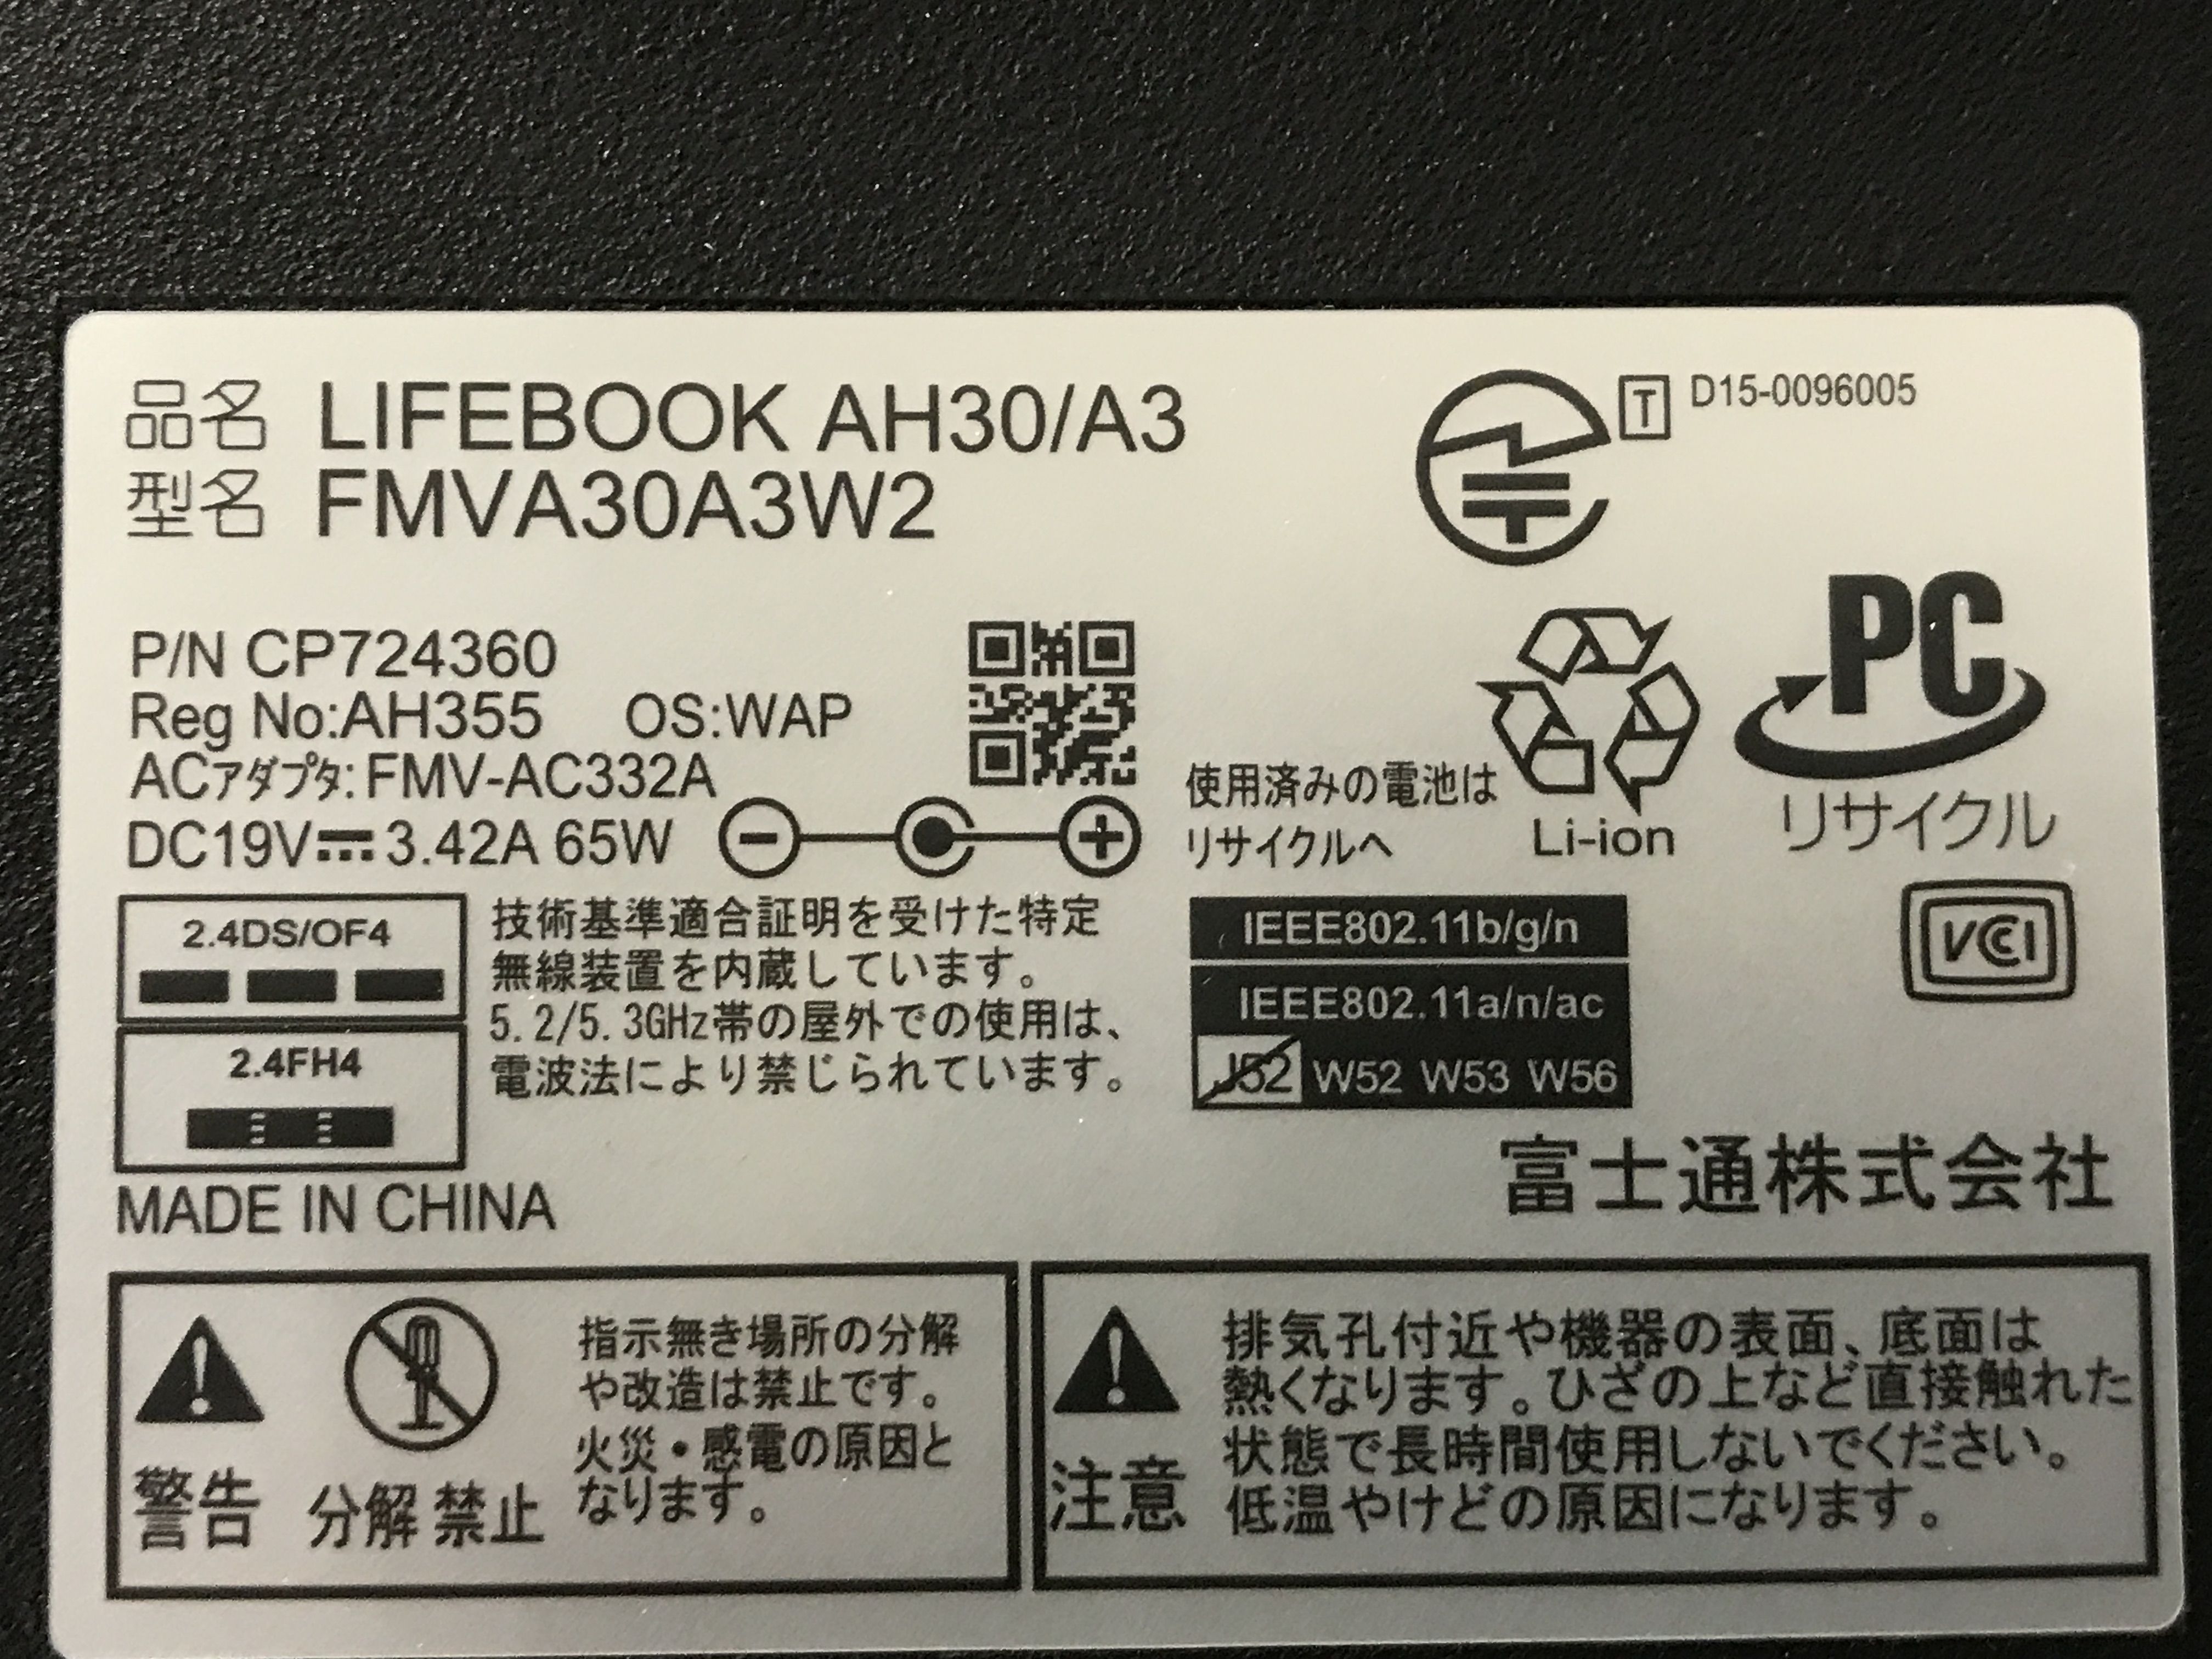 品名 LIFEBOOK AH30/A3
型名 FMVA30A3W2
T D15-0096005
P/N CP724360
Reg No:AH355 OS:WAP
ACアダプタ:FMV-AC332A
DC19V 3.42A 65W
使用済みの電池は
リサイクルへ
Li-ion
PC
リサイクル
2.4DS/OF4
2.4FH4
技術基準適合証明を受けた特定
無線装置を内蔵しています。
5.2/5.3GHz帯の屋外での使用は、
電波法により禁じられています。
IEEE802.11b/g/n
IEEE802.11a/n/ac
J52 W52 W53 W56
VCCI
MADE IN CHINA
富士通株式会社
警告
分解禁止
指示無き場所の分解
や改造は禁止です。
火災・感電の原因と
なります。
注意
排気孔付近や機器の表面、底面は
熱くなります。ひざの上など直接触れた
状態で長時間使用しないでください。
低温やけどの原因になります。